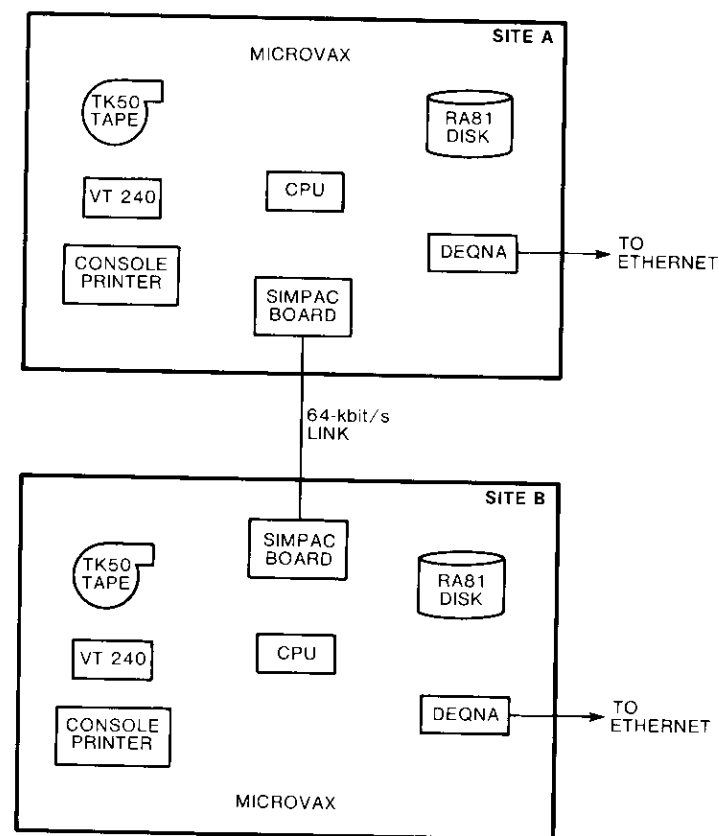 SITE A
MICROVAX
TK50
TAPE
RA81
DISK
VT 240
CPU
CONSOLE
PRINTER
SIMPAC
BOARD
DEQNA
TO
ETHERNET
64-kbit/s
LINK
SITE B
SIMPAC
BOARD
TK50
TAPE
RA81
DISK
VT 240
CPU
CONSOLE
PRINTER
DEQNA
TO
ETHERNET
MICROVAX